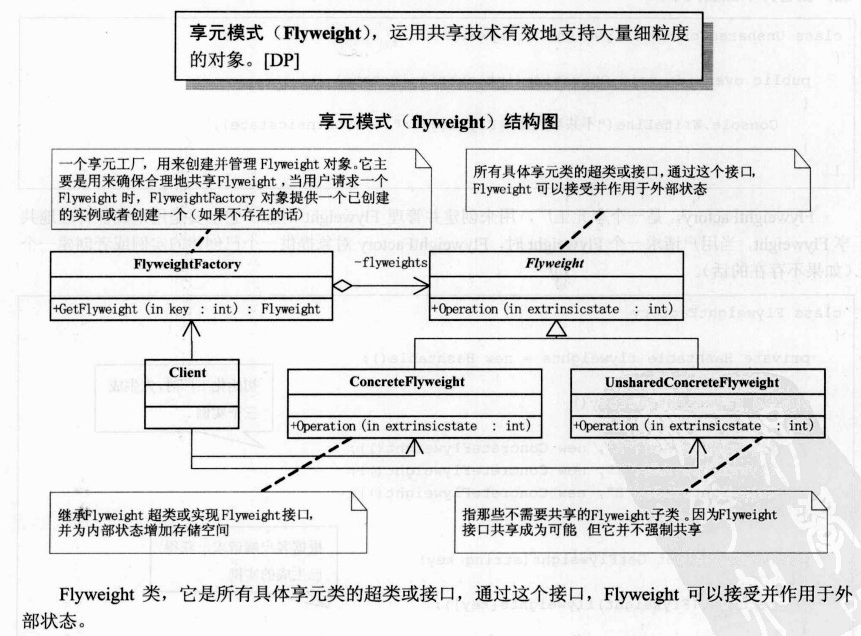 享元模式（Flyweight），运用共享技术有效地支持大量细粒度
的对象。[DP]
享元模式（flyweight）结构图
一个享元工厂，用来创建并管理 Flyweight 对象。它主
要是用来确保合理地共享Flyweight，当用户请求一个
Flyweight 时，FlyweightFactory 对象提供一个已创建
的实例或者创建一个(如果不存在的话)
所有具体享元类的超类或接口，通过这个接口，
Flyweight 可以接受并作用于外部状态
FlyweightFactory
+GetFlyweight(in key : int) : Flyweight
-flyweights
Flyweight
+Operation(in extrinsicstate : int)
Client
ConcreteFlyweight
+Operation(in extrinsicstate : int)
UnsharedConcreteFlyweight
+Operation(in extrinsicstate : int)
继承Flyweight 超类或实现Flyweight接口，
并为内部状态增加存储空间
指那些不需要共享的Flyweight子类。因为Flyweight
接口共享成为可能 但它并不强制共享
Flyweight 类，它是所有具体享元类的超类或接口，通过这个接口，Flyweight 可以接受并作用于外
部状态。